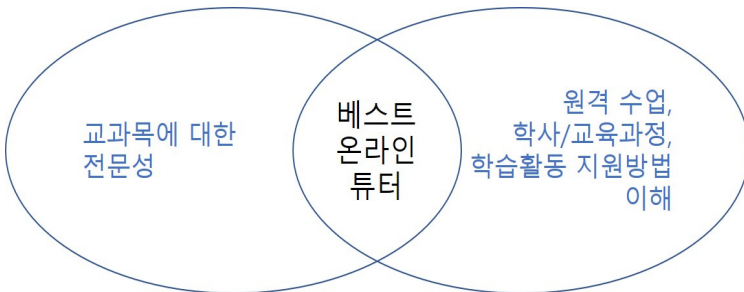 교과목에 대한
전문성
베스트
온라인
튜터
원격 수업,
학사/교육과정,
학습활동 지원방법
이해